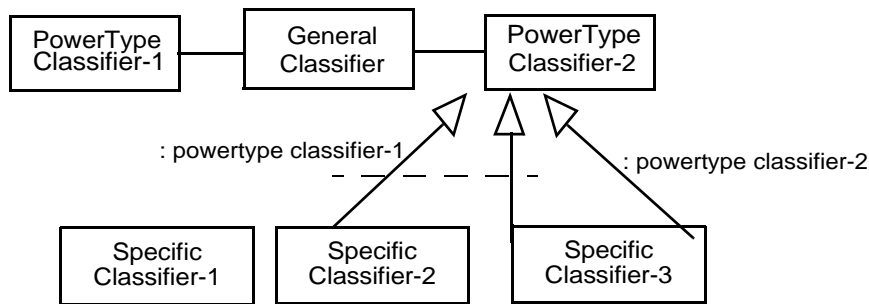 PowerType
Classifier-1
General
Classifier
PowerType
Classifier-2
: powertype classifier-1
: powertype classifier-2
Specific
Classifier-1
Specific
Classifier-2
Specific
Classifier-3